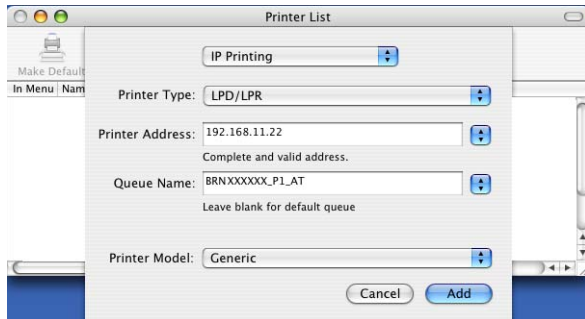 Printer List
IP Printing
Make Default
In Menu Nam
Printer Type: LPD/LPR
Printer Address: 192.168.11.22
Complete and valid address.
Queue Name: BRNXXXXXX_P1_AT
Leave blank for default queue
Printer Model: Generic
Cancel Add